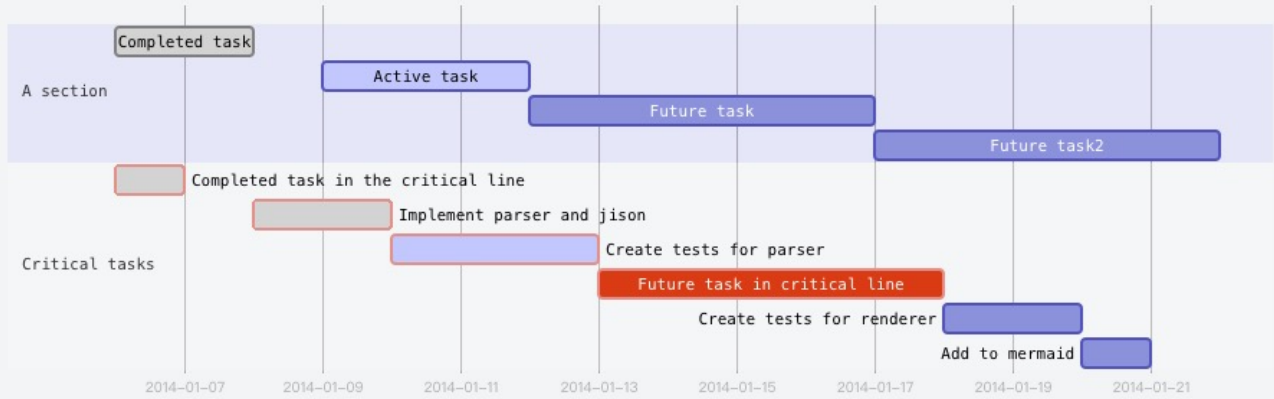 Completed task
Active task
A section
Future task
Future task2
Completed task in the critical line
Implement parser and jison
Create tests for parser
Critical tasks
Future task in critical line
Create tests for renderer
Add to mermaid
2014-01-07 2014-01-09 2014-01-11 2014-01-13 2014-01-15 2014-01-17 2014-01-19 2014-01-21